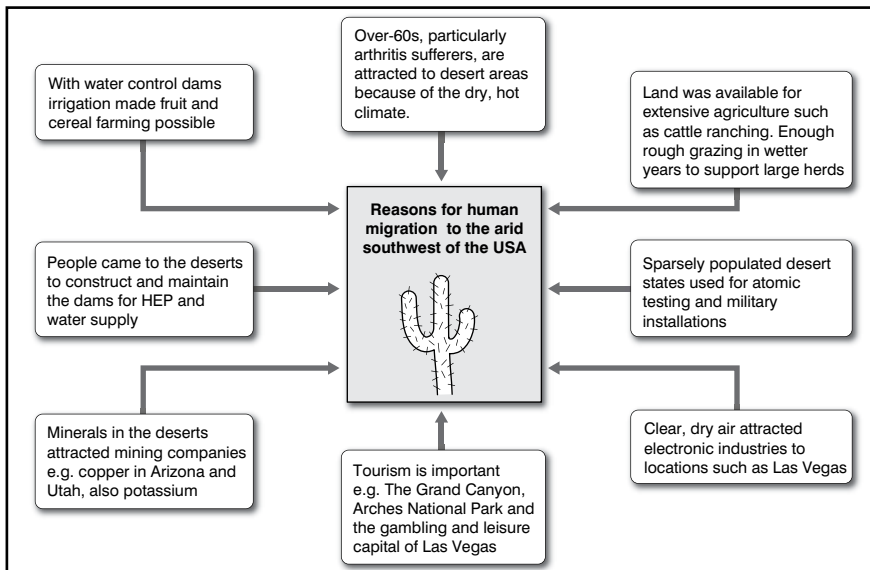 Over-60s, particularly
arthritis sufferers, are
attracted to desert areas
because of the dry, hot
climate.
With water control dams
irrigation made fruit and
cereal farming possible
Land was available for
extensive agriculture such
as cattle ranching. Enough
rough grazing in wetter
years to support large herds
Reasons for human
migration to the arid
southwest of the USA
People came to the deserts
to construct and maintain
the dams for HEP and
water supply
Sparsely populated desert
states used for atomic
testing and military
installations
Minerals in the deserts
attracted mining companies
e.g. copper in Arizona and
Utah, also potassium
Clear, dry air attracted
electronic industries to
locations such as Las Vegas
Tourism is important
e.g. The Grand Canyon,
Arches National Park and
the gambling and leisure
capital of Las Vegas